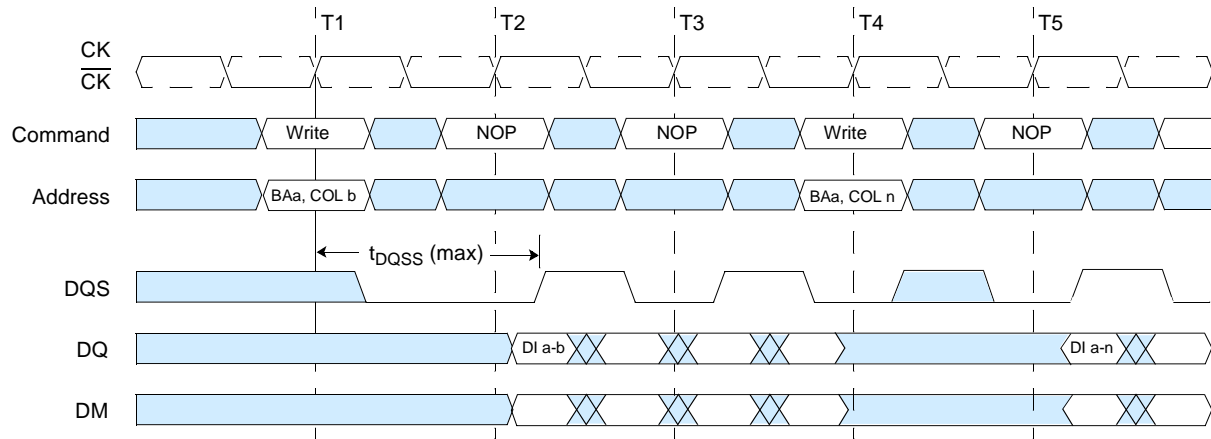 T1 T2 T3 T4 T5
CK
CK
Command Write NOP NOP Write NOP
Address BAa, COL b BAa, COL n
tDQSS (max)
DQS
DQ DI a-b DI a-n
DM